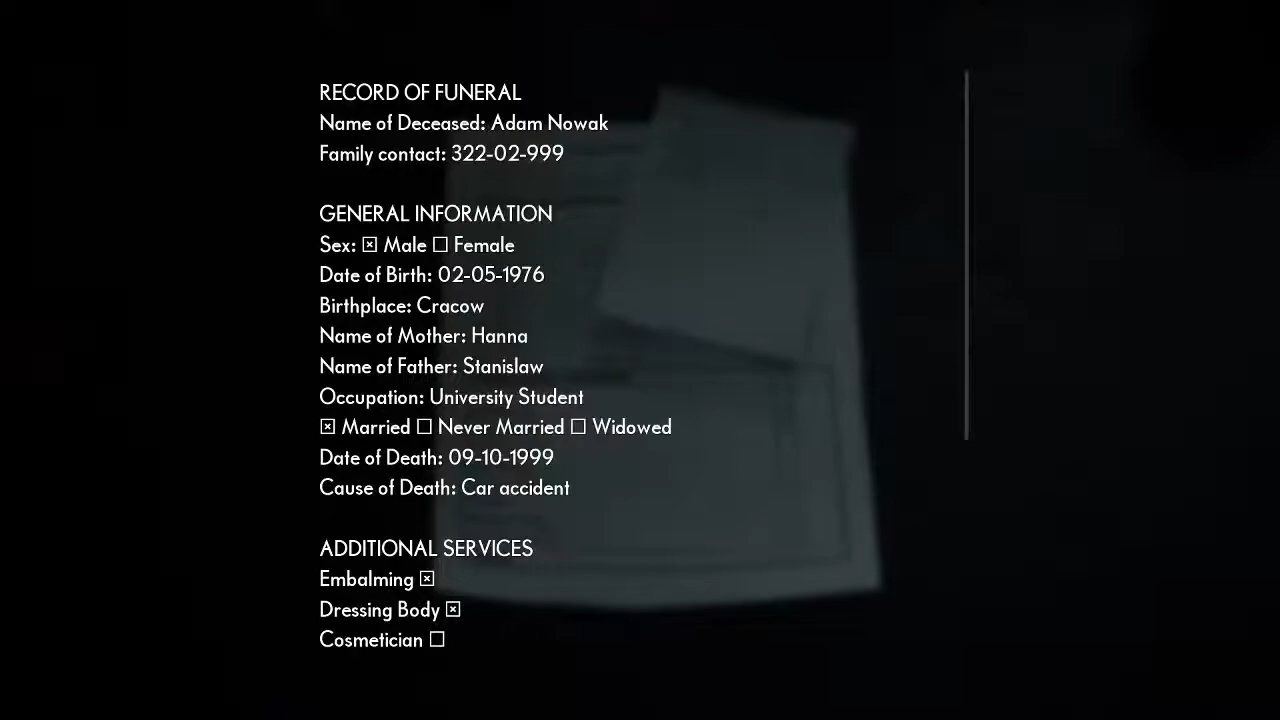 RECORD OF FUNERAL
Name of Deceased: Adam Nowak
Family contact: 322-02-999
GENERAL INFORMATION
Sex: ☒ Male ☐ Female
Date of Birth: 02-05-1976
Birthplace: Cracow
Name of Mother: Hanna
Name of Father: Stanislaw
Occupation: University Student
☒ Married ☐ Never Married ☐ Widowed
Date of Death: 09-10-1999
Cause of Death: Car accident
ADDITIONAL SERVICES
Embalming ☒
Dressing Body ☒
Cosmetician ☐